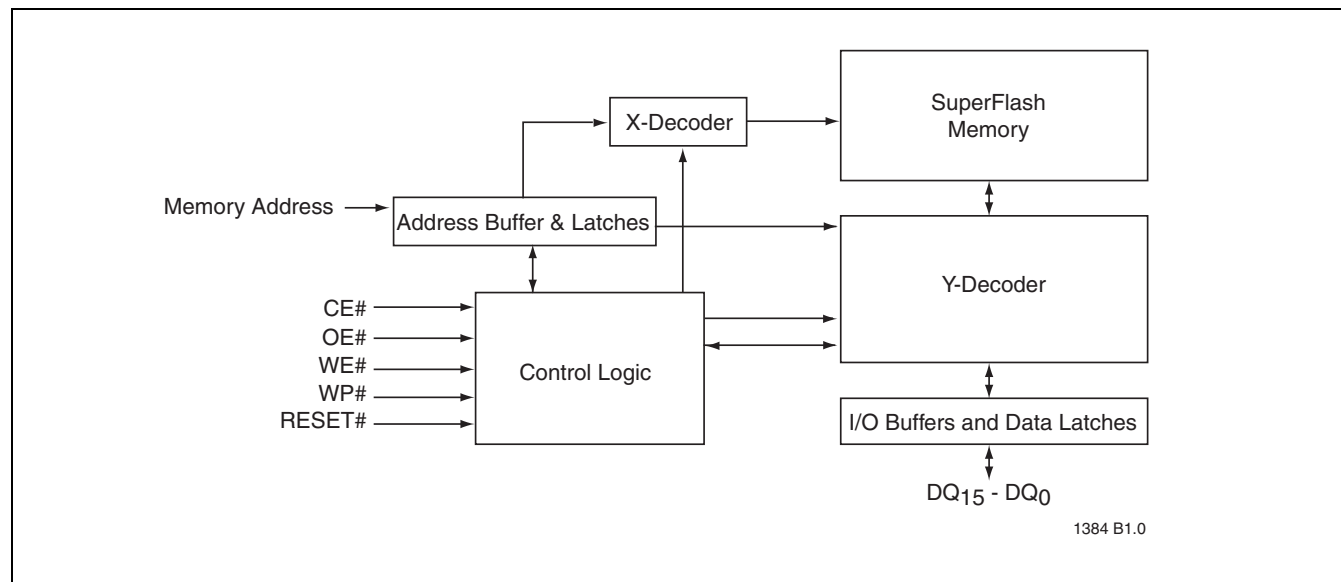 SuperFlash
Memory
X-Decoder
Memory Address
Address Buffer & Latches
Y-Decoder
CE#
OE#
WE#
WP#
RESET#
Control Logic
I/O Buffers and Data Latches
DQ15 - DQ0
1384 B1.0